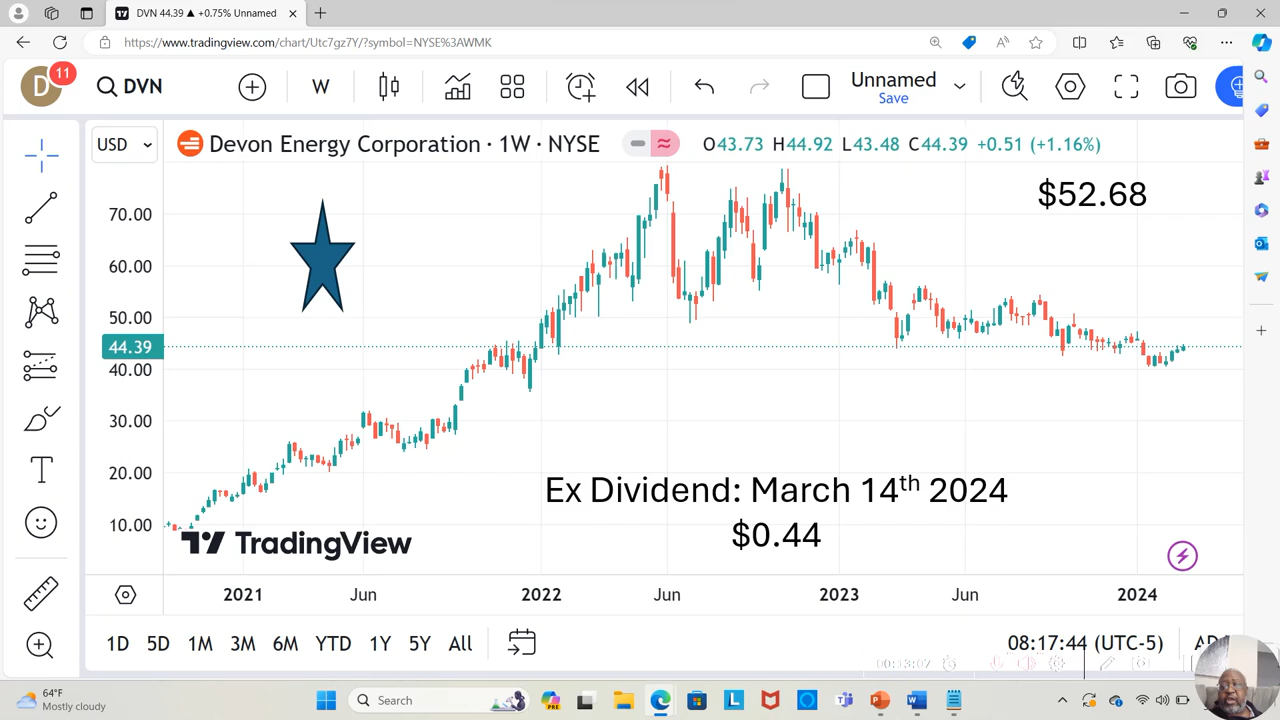 DVN 44.39 ▲ +0.75% Unnamed
https://www.tradingview.com/chart/Utc7gz7Y/?symbol=NYSE%3AWMK
D 11 DVN W Unnamed
Save
USD Devon Energy Corporation · 1W · NYSE O43.73 H44.92 L43.48 C44.39 +0.51 (+1.16%)
$52.68
70.00
60.00
50.00
44.39
40.00
30.00
20.00
10.00
Ex Dividend: March 14th 2024
$0.44
TradingView
2021 Jun 2022 Jun 2023 Jun 2024
1D 5D 1M 3M 6M YTD 1Y 5Y All 08:17:44 (UTC-5)
00:13:07
64°F
Mostly cloudy
Search
PRE